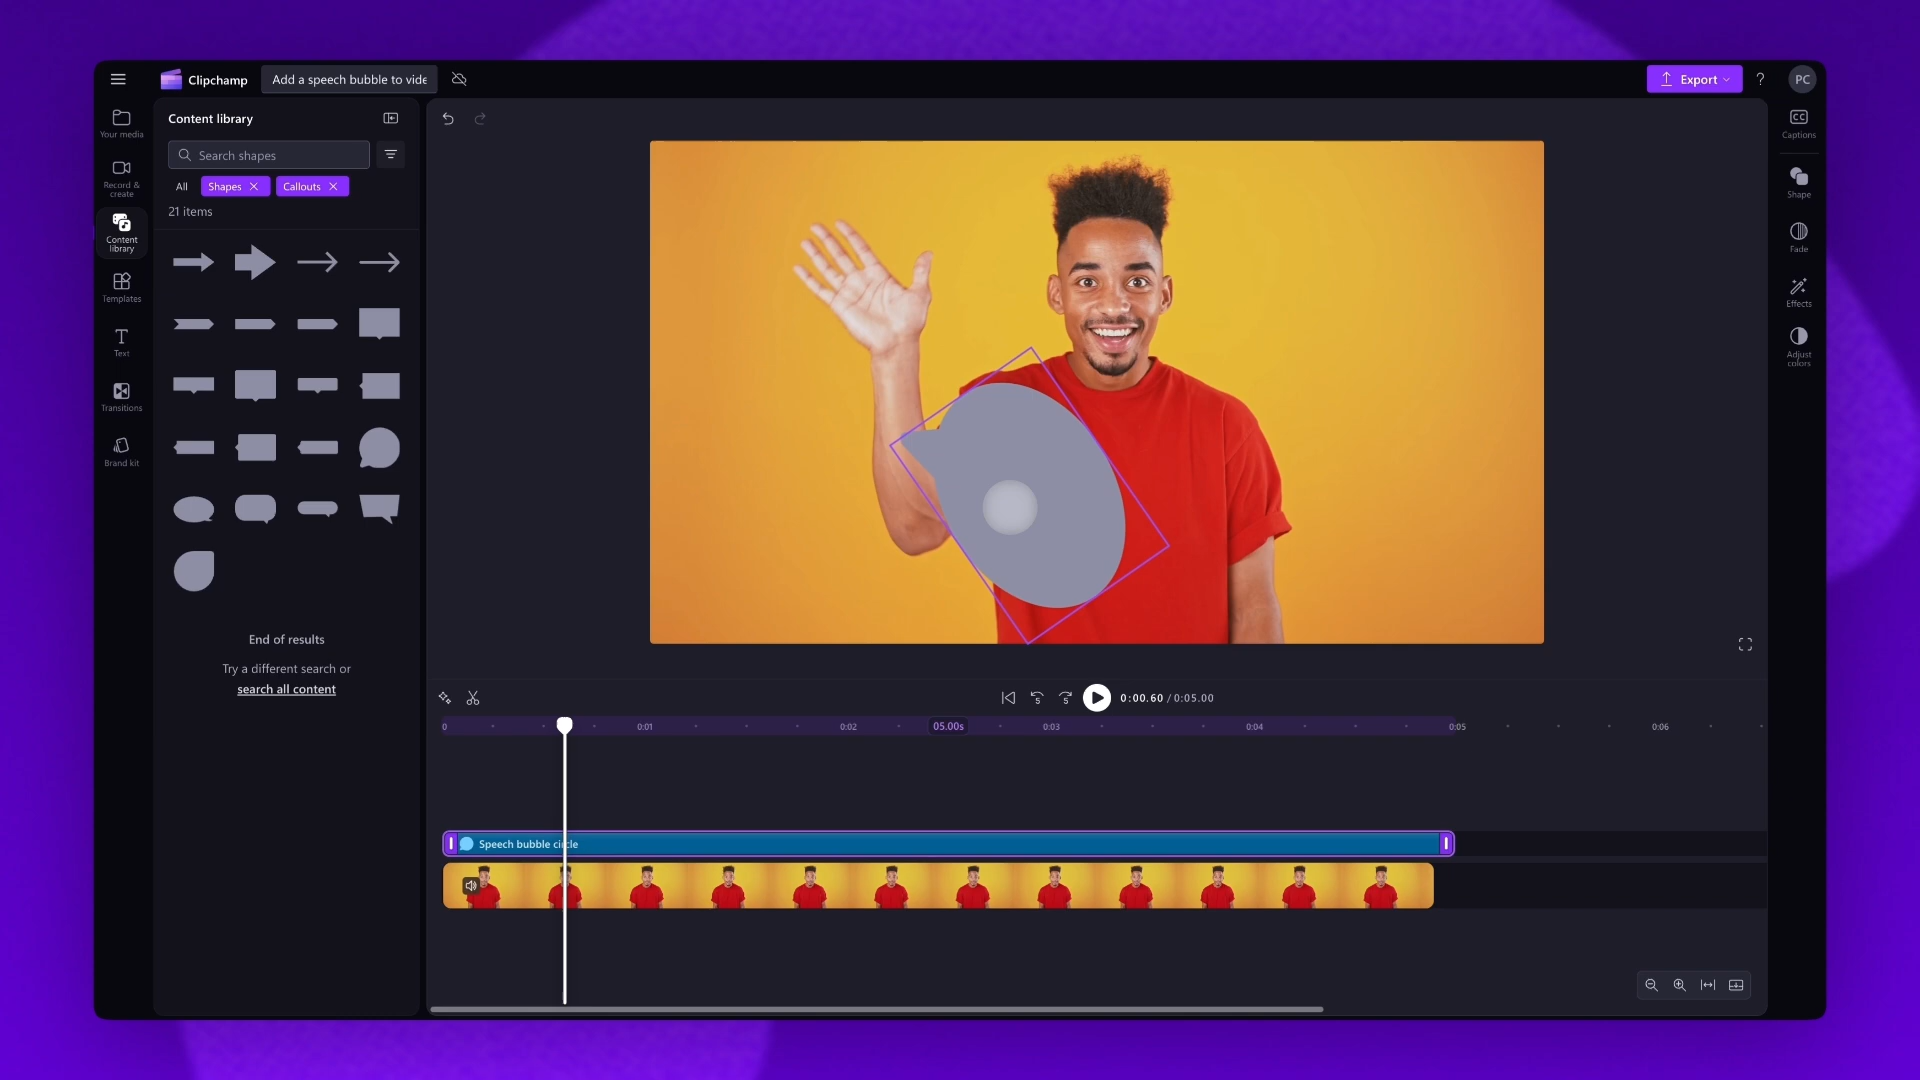 Clipchamp
Add a speech bubble to vide
Export
?
PC
Your media
Record &
create
Content
library
Templates
Text
Transitions
Brand kit
Content library
Search shapes
All
Shapes
Callouts
21 items
End of results
Try a different search or
search all content
CC
Captions
Shape
Fade
Effects
Adjust
colors
5
5
0:00.60 / 0:05.00
0
0:01
0:02
05.00s
0:03
0:04
0:05
0:06
Speech bubble circle